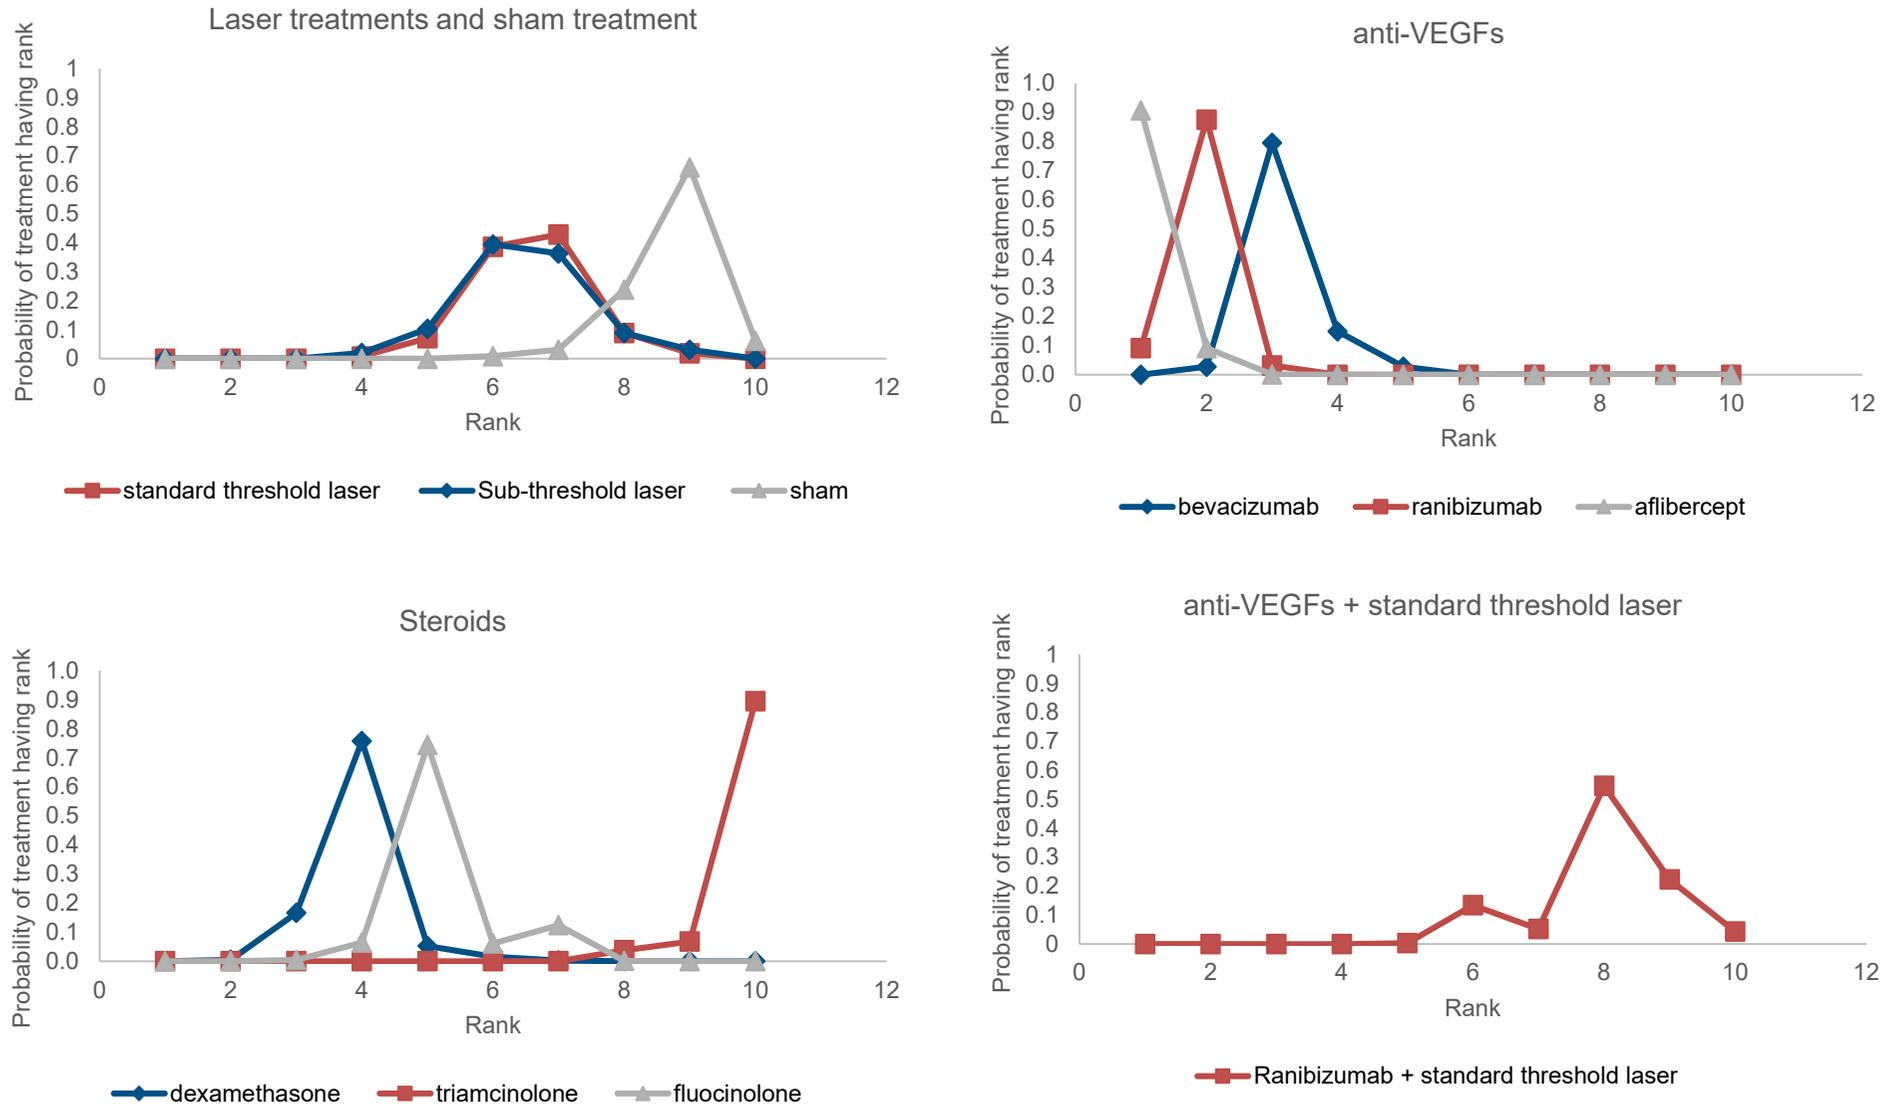 Laser treatments and sham treatment
Probability of treatment having rank
1
0.9
0.8
0.7
0.6
0.5
0.4
0.3
0.2
0.1
0
0 2 4 6 8 10 12
Rank
standard threshold laser Sub-threshold laser sham
anti-VEGFs
Probability of treatment having rank
1.0
0.9
0.8
0.7
0.6
0.5
0.4
0.3
0.2
0.1
0.0
0 2 4 6 8 10 12
Rank
bevacizumab ranibizumab aflibercept
Steroids
Probability of treatment having rank
1.0
0.9
0.8
0.7
0.6
0.5
0.4
0.3
0.2
0.1
0.0
0 2 4 6 8 10 12
Rank
dexamethasone triamcinolone fluocinolone
anti-VEGFs + standard threshold laser
Probability of treatment having rank
1
0.9
0.8
0.7
0.6
0.5
0.4
0.3
0.2
0.1
0
0 2 4 6 8 10 12
Rank
Ranibizumab + standard threshold laser